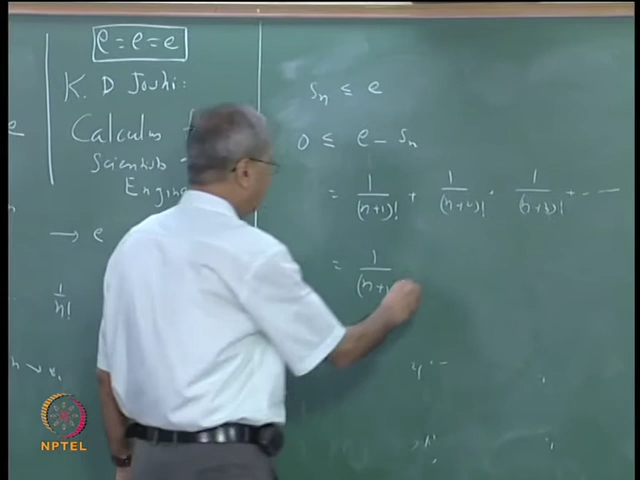 e = e = e
K. D Joshi:
Calculus
Scientists
Engine
e
n
→ e
1/n!
Sₙ ≤ e
0 ≤ e - Sₙ
= 1/(n+1)! + 1/(n+2)! + 1/(n+3)! + ...
= 1/(n+1
NPTEL